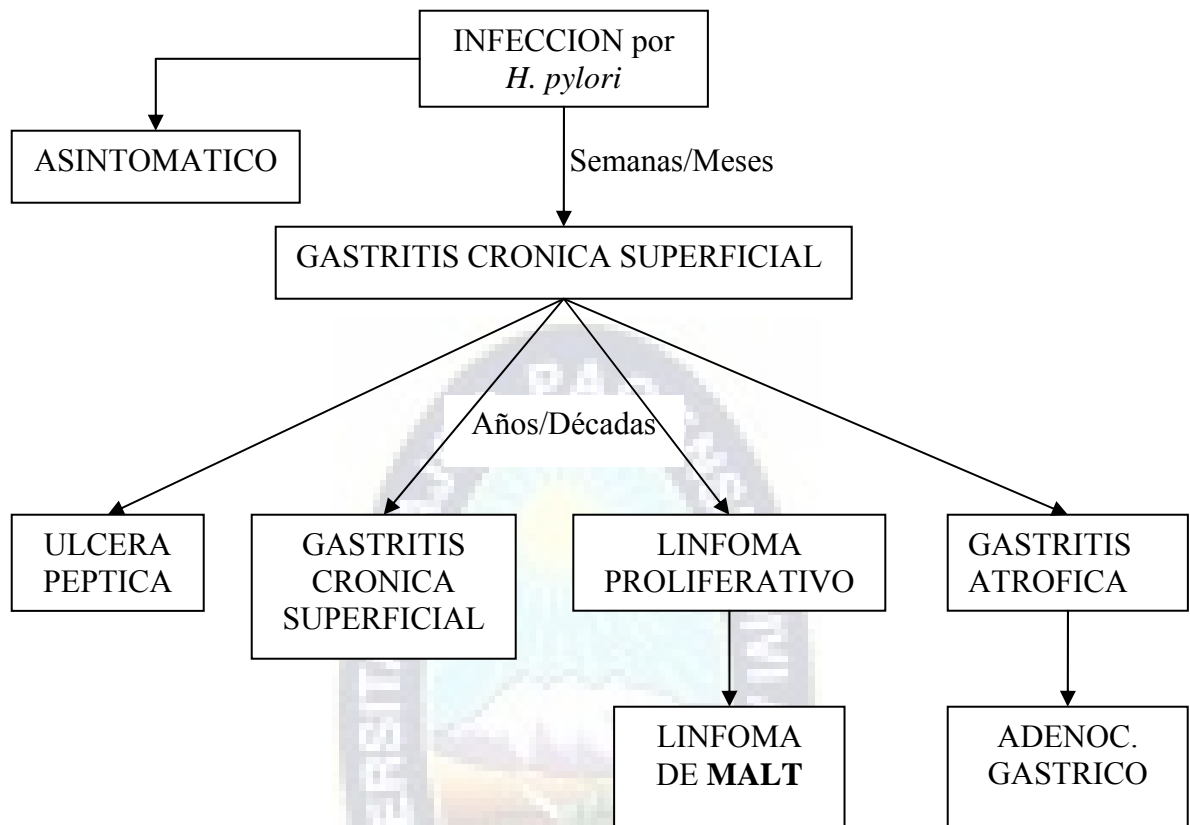 INFECCION por
H. pylori
ASINTOMATICO
Semanas/Meses
GASTRITIS CRONICA SUPERFICIAL
Años/Décadas
ULCERA
PEPTICA
GASTRITIS
CRONICA
SUPERFICIAL
LINFOMA
PROLIFERATIVO
GASTRITIS
ATROFICA
LINFOMA
DE MALT
ADENOC.
GASTRICO